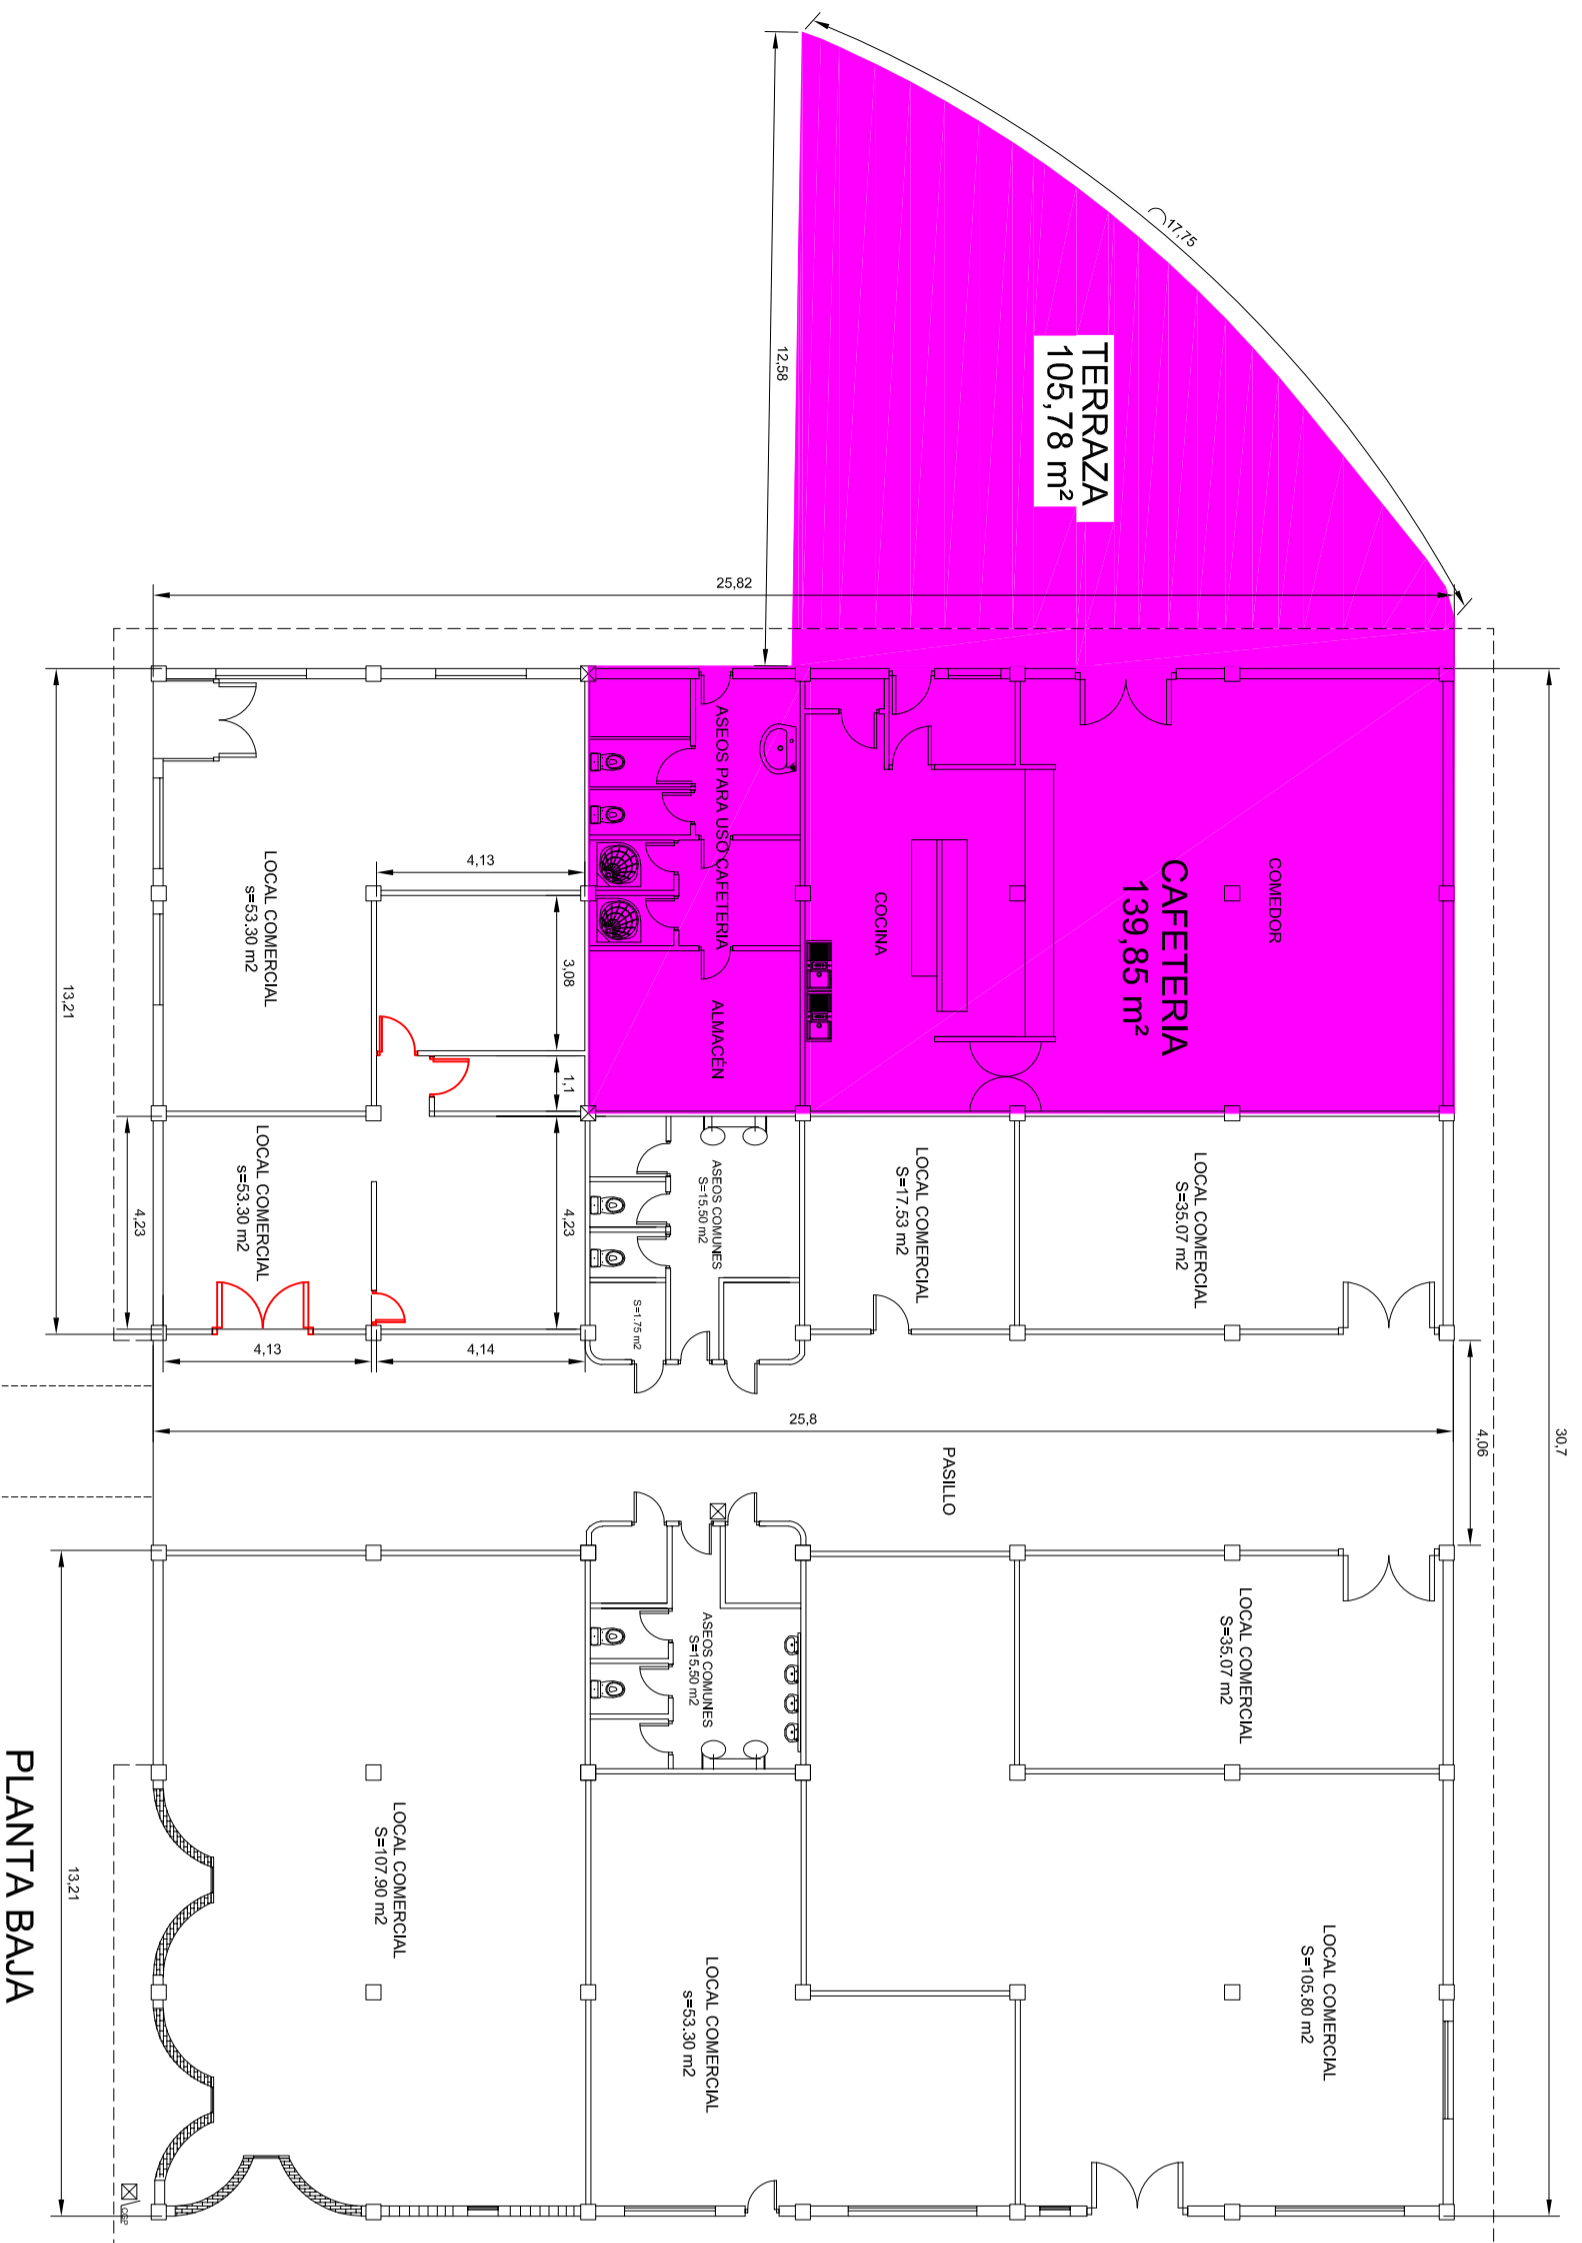 TERRAZA
105,78 m²
17,75
12,58
25,82
30,7
CAFETERIA
139,85 m²
COMEDOR
COCINA
ASEOS PARA USO CAFETERIA
ALMACÉN
LOCAL COMERCIAL
s=53.30 m2
4,13
3,08
1,1
13,21
LOCAL COMERCIAL
s=53.30 m2
4,23
4,23
4,13
4,14
ASEOS COMUNES
S=15.50 m2
S=1.75 m2
LOCAL COMERCIAL
S=17.53 m2
LOCAL COMERCIAL
S=35.07 m2
4,06
25,8
PASILLO
LOCAL COMERCIAL
S=35.07 m2
ASEOS COMUNES
S=15.50 m2
LOCAL COMERCIAL
S=107.90 m2
LOCAL COMERCIAL
s=53.30 m2
LOCAL COMERCIAL
S=105.80 m2
13,21
PLANTA BAJA